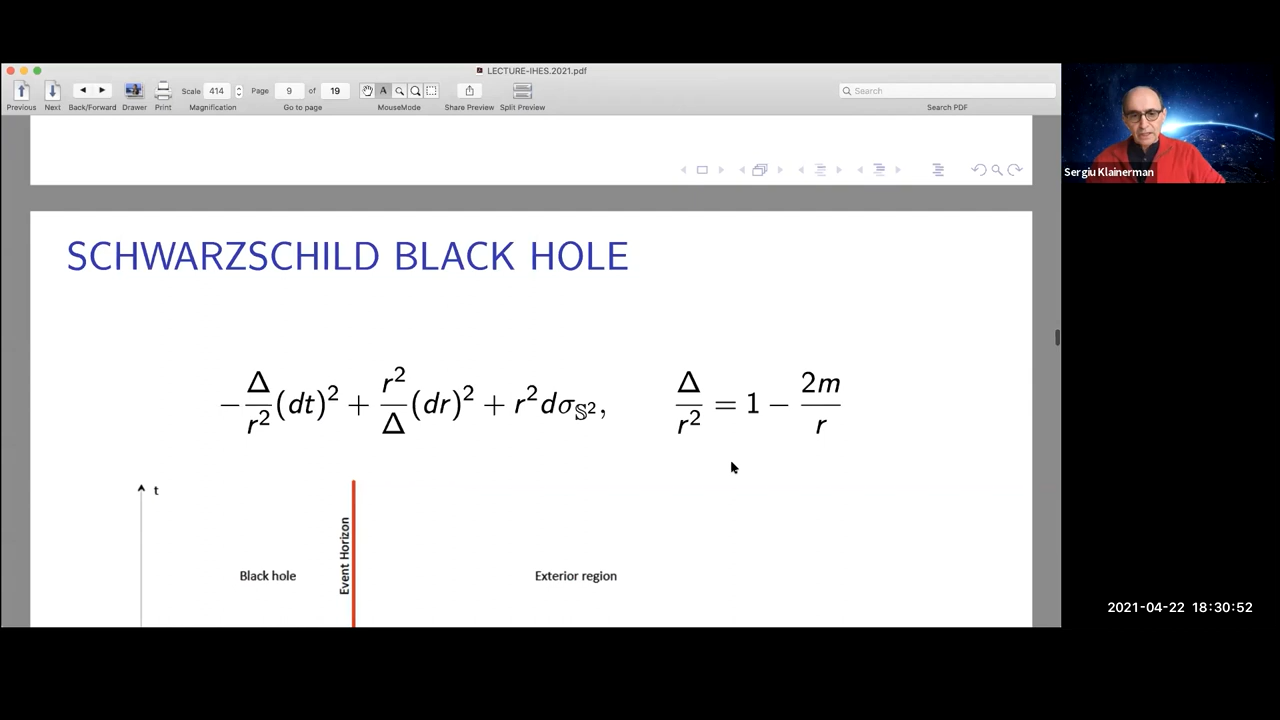 LECTURE-IHES.2021.pdf
Scale 414 Page 9 of 19 Search
Previous Next Back/Forward Drawer Print Magnification Go to page MouseMode Share Preview Split Preview Search PDF
A
Sergiu Klainerman
SCHWARZSCHILD BLACK HOLE
−Δ/r² (dt)² + r²/Δ (dr)² + r²dσ_𝕊², Δ/r² = 1 − 2m/r
t
Event Horizon
Black hole
Exterior region
2021-04-22 18:30:52